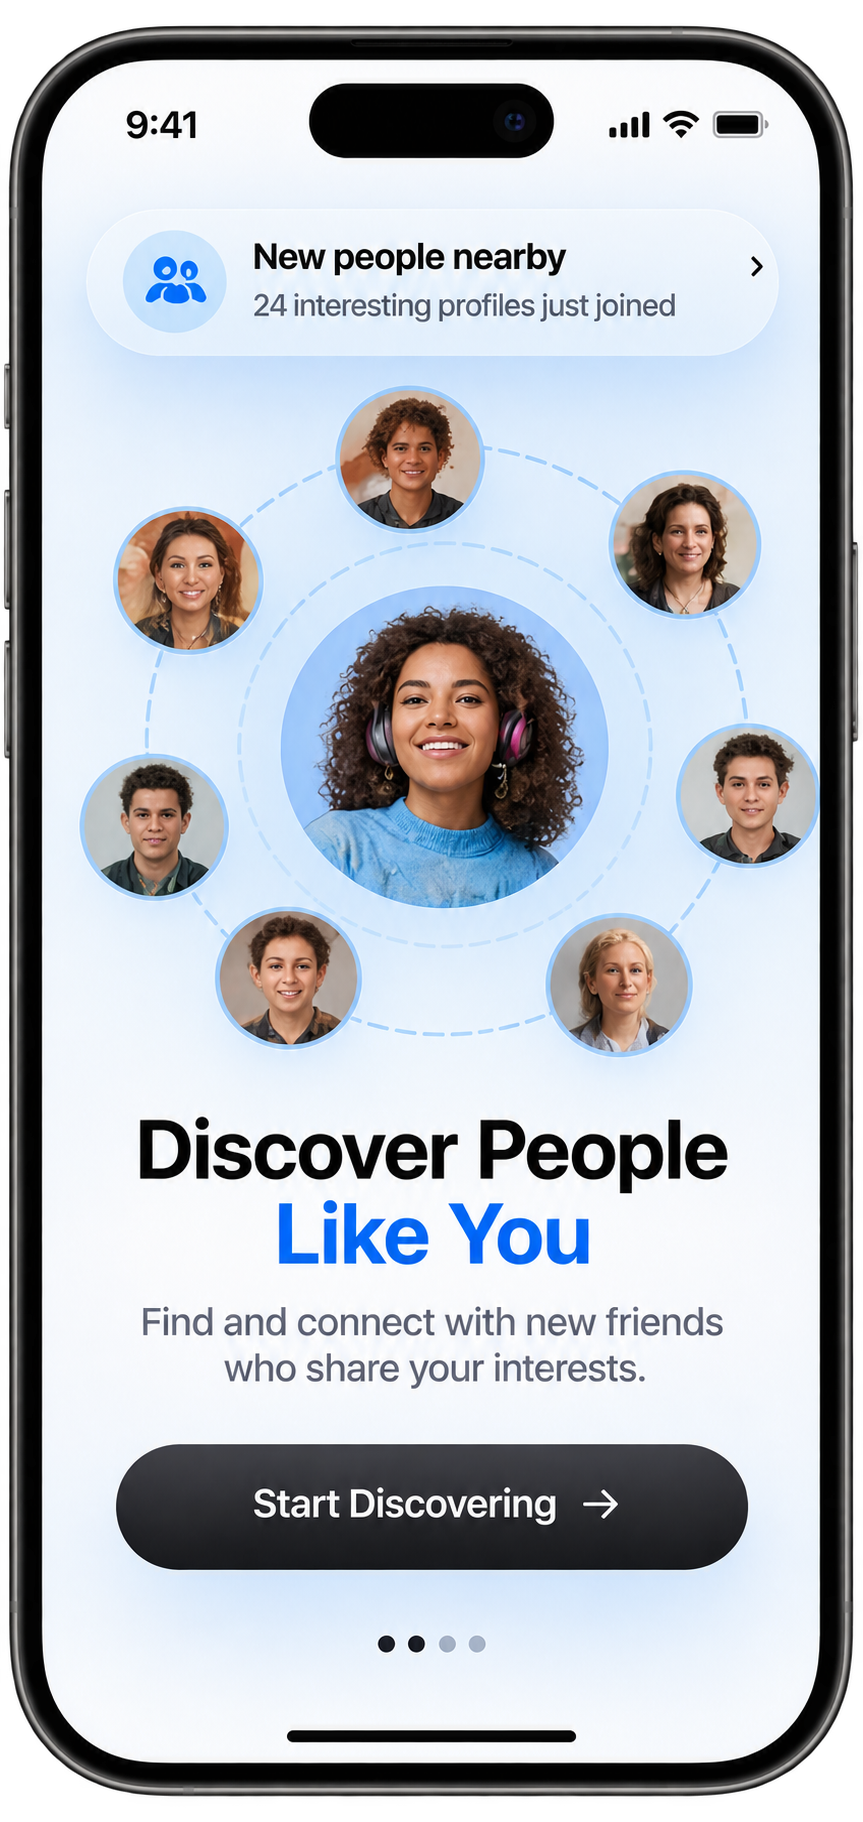 9:41
New people nearby
24 interesting profiles just joined
Discover People
Like You
Find and connect with new friends
who share your interests.
Start Discovering →